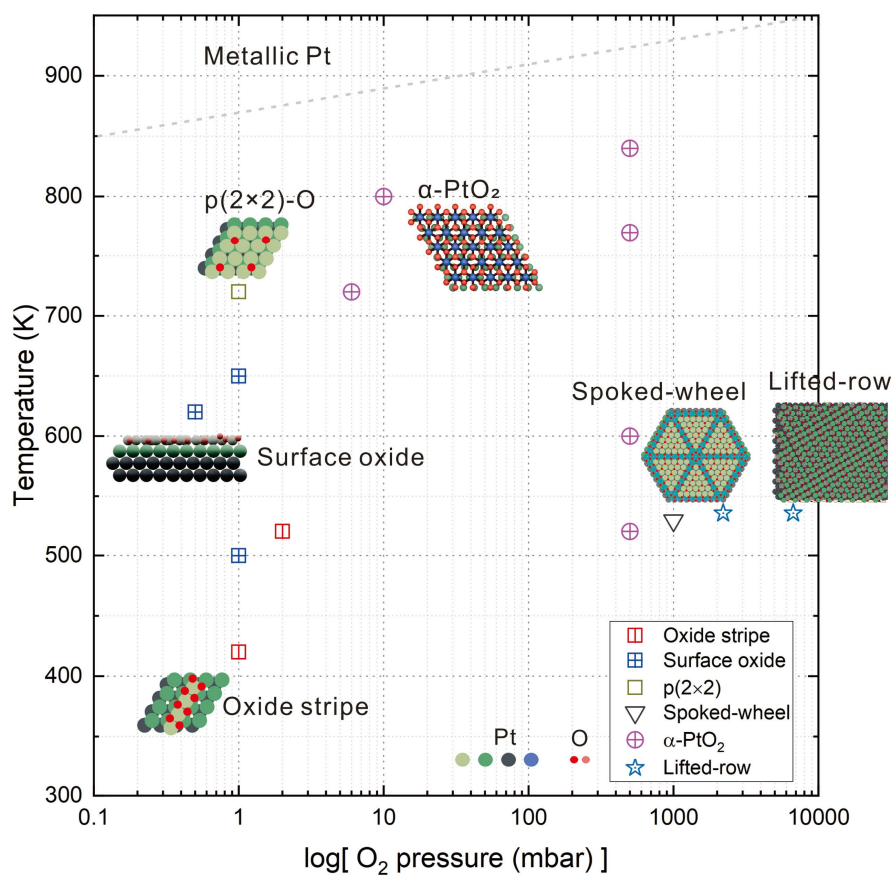 Metallic Pt
p(2×2)-O
α-PtO₂
Spoked-wheel
Lifted-row
Surface oxide
Oxide stripe
Pt
O
Oxide stripe
Surface oxide
p(2×2)
Spoked-wheel
α-PtO₂
Lifted-row
Temperature (K)
900
800
700
600
500
400
300
0.1
1
10
100
1000
10000
log[ O₂ pressure (mbar) ]